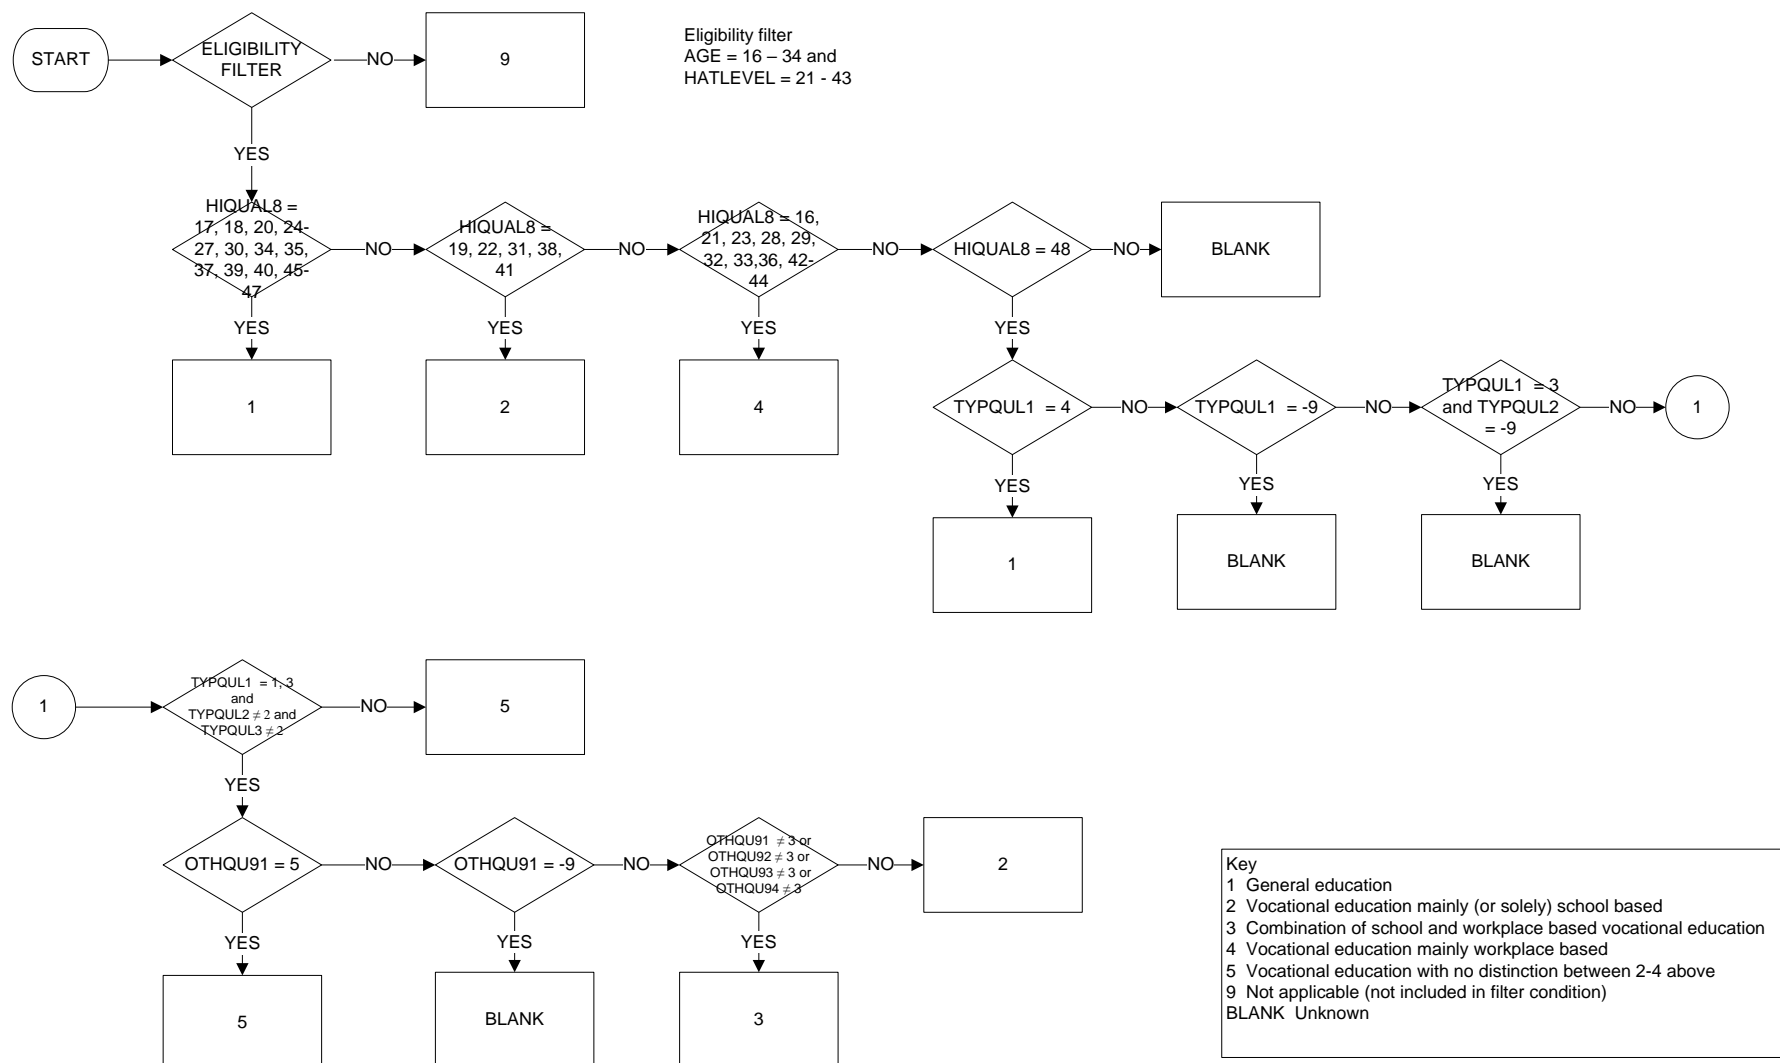 START
ELIGIBILITY
FILTER
NO
9
Eligibility filter
AGE = 16 – 34 and
HATLEVEL = 21 - 43
YES
HIQUAL8 =
17, 18, 20, 24-
27, 30, 34, 35,
37, 39, 40, 45-
47
NO
HIQUAL8 =
19, 22, 31, 38,
41
NO
HIQUAL8 = 16,
21, 23, 28, 29,
32, 33,36, 42-
44
NO
HIQUAL8 = 48
NO
BLANK
YES
YES
YES
YES
1
2
4
TYPQUL1 = 4
NO
TYPQUL1 = -9
NO
TYPQUL1 = 3
and TYPQUL2
= -9
NO
1
YES
YES
YES
1
BLANK
BLANK
1
TYPQUL1 = 1, 3
and
TYPQUL2 ≠ 2 and
TYPQUL3 ≠ 2
NO
5
YES
OTHQU91 = 5
NO
OTHQU91 = -9
NO
OTHQU91 ≠ 3 or
OTHQU92 ≠ 3 or
OTHQU93 ≠ 3 or
OTHQU94 ≠ 3
NO
2
YES
YES
YES
5
BLANK
3
Key
1 General education
2 Vocational education mainly (or solely) school based
3 Combination of school and workplace based vocational education
4 Vocational education mainly workplace based
5 Vocational education with no distinction between 2-4 above
9 Not applicable (not included in filter condition)
BLANK Unknown